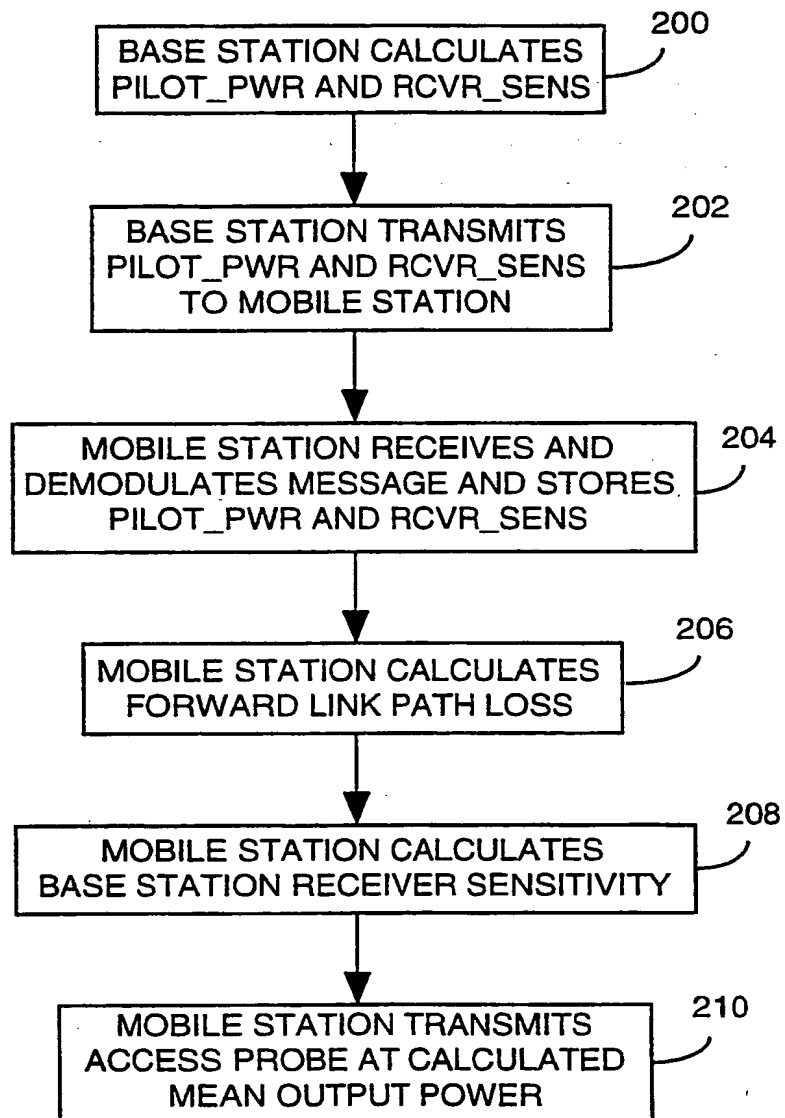 BASE STATION CALCULATES
PILOT_PWR AND RCVR_SENS
200
BASE STATION TRANSMITS
PILOT_PWR AND RCVR_SENS
TO MOBILE STATION
202
MOBILE STATION RECEIVES AND
DEMODULATES MESSAGE AND STORES
PILOT_PWR AND RCVR_SENS
204
MOBILE STATION CALCULATES
FORWARD LINK PATH LOSS
206
MOBILE STATION CALCULATES
BASE STATION RECEIVER SENSITIVITY
208
MOBILE STATION TRANSMITS
ACCESS PROBE AT CALCULATED
MEAN OUTPUT POWER
210